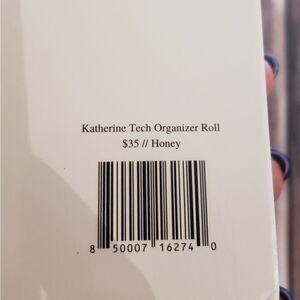 Katherine Tech Organizer Roll
$35 // Honey
8 50007 16274 0